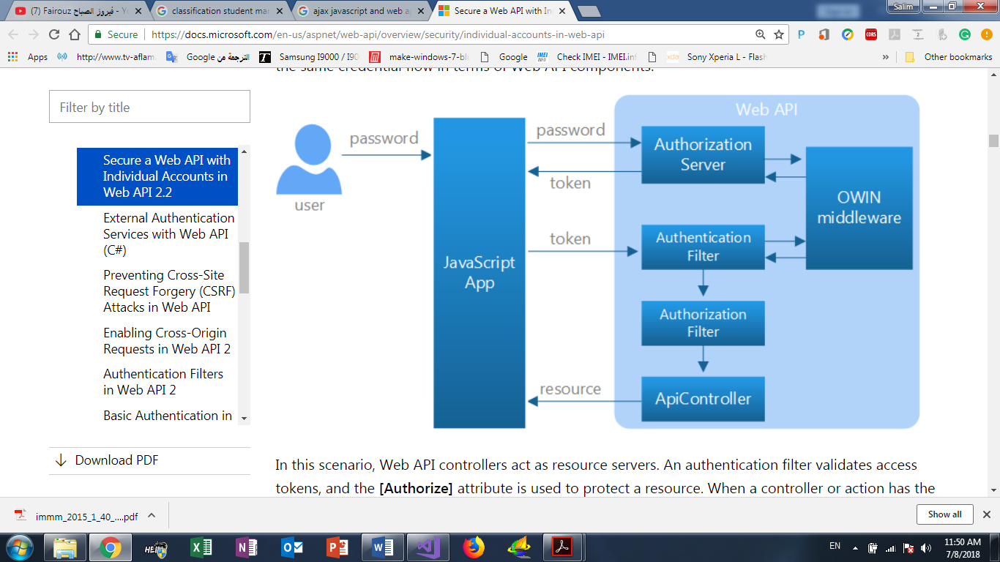 (7) Fairouz - فيروز الصباح - Yo
classification student mar
ajax javascript and web ap
Secure a Web API with In
Salim
Secure
https://docs.microsoft.com/en-us/aspnet/web-api/overview/security/individual-accounts-in-web-api
Apps
http://www.tv-aflam.
الترجمة من Google
Samsung I9000 / I90
make-windows-7-bl
Google
Check IMEI - IMEI.inf
Sony Xperia L - Flash
»
Other bookmarks
the same credential flow in terms of Web API components.
Filter by title
Secure a Web API with
Individual Accounts in
Web API 2.2
External Authentication
Services with Web API
(C#)
Preventing Cross-Site
Request Forgery (CSRF)
Attacks in Web API
Enabling Cross-Origin
Requests in Web API 2
Authentication Filters
in Web API 2
Basic Authentication in
Download PDF
Web API
user
password
JavaScript
App
password
token
token
resource
Authorization
Server
OWIN
middleware
Authentication
Filter
Authorization
Filter
ApiController
In this scenario, Web API controllers act as resource servers. An authentication filter validates access
tokens, and the [Authorize] attribute is used to protect a resource. When a controller or action has the
immm_2015_1_40_....pdf
Show all
EN
11:50 AM
7/8/2018